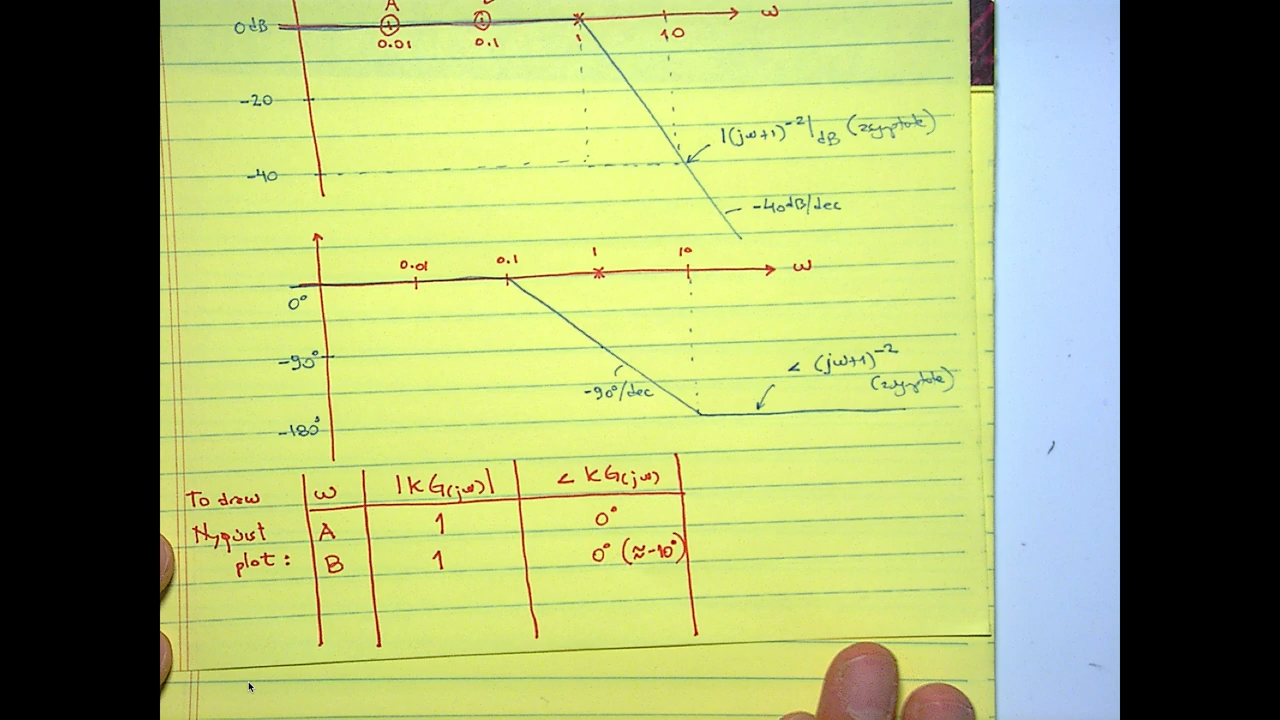 A
0 dB
0.01 0.1 1 10 ω
-20
|(jω+1)⁻²|dB (asymptote)
-40
-40dB/dec
0.01 0.1 1 10 ω
0°
-90°
< (jω+1)⁻²
(asymptote)
-90°/dec
-180°
To draw ω |KG(jω)| < KG(jω)
Nyquist A 1 0°
plot: B 1 0° (≈-10°)